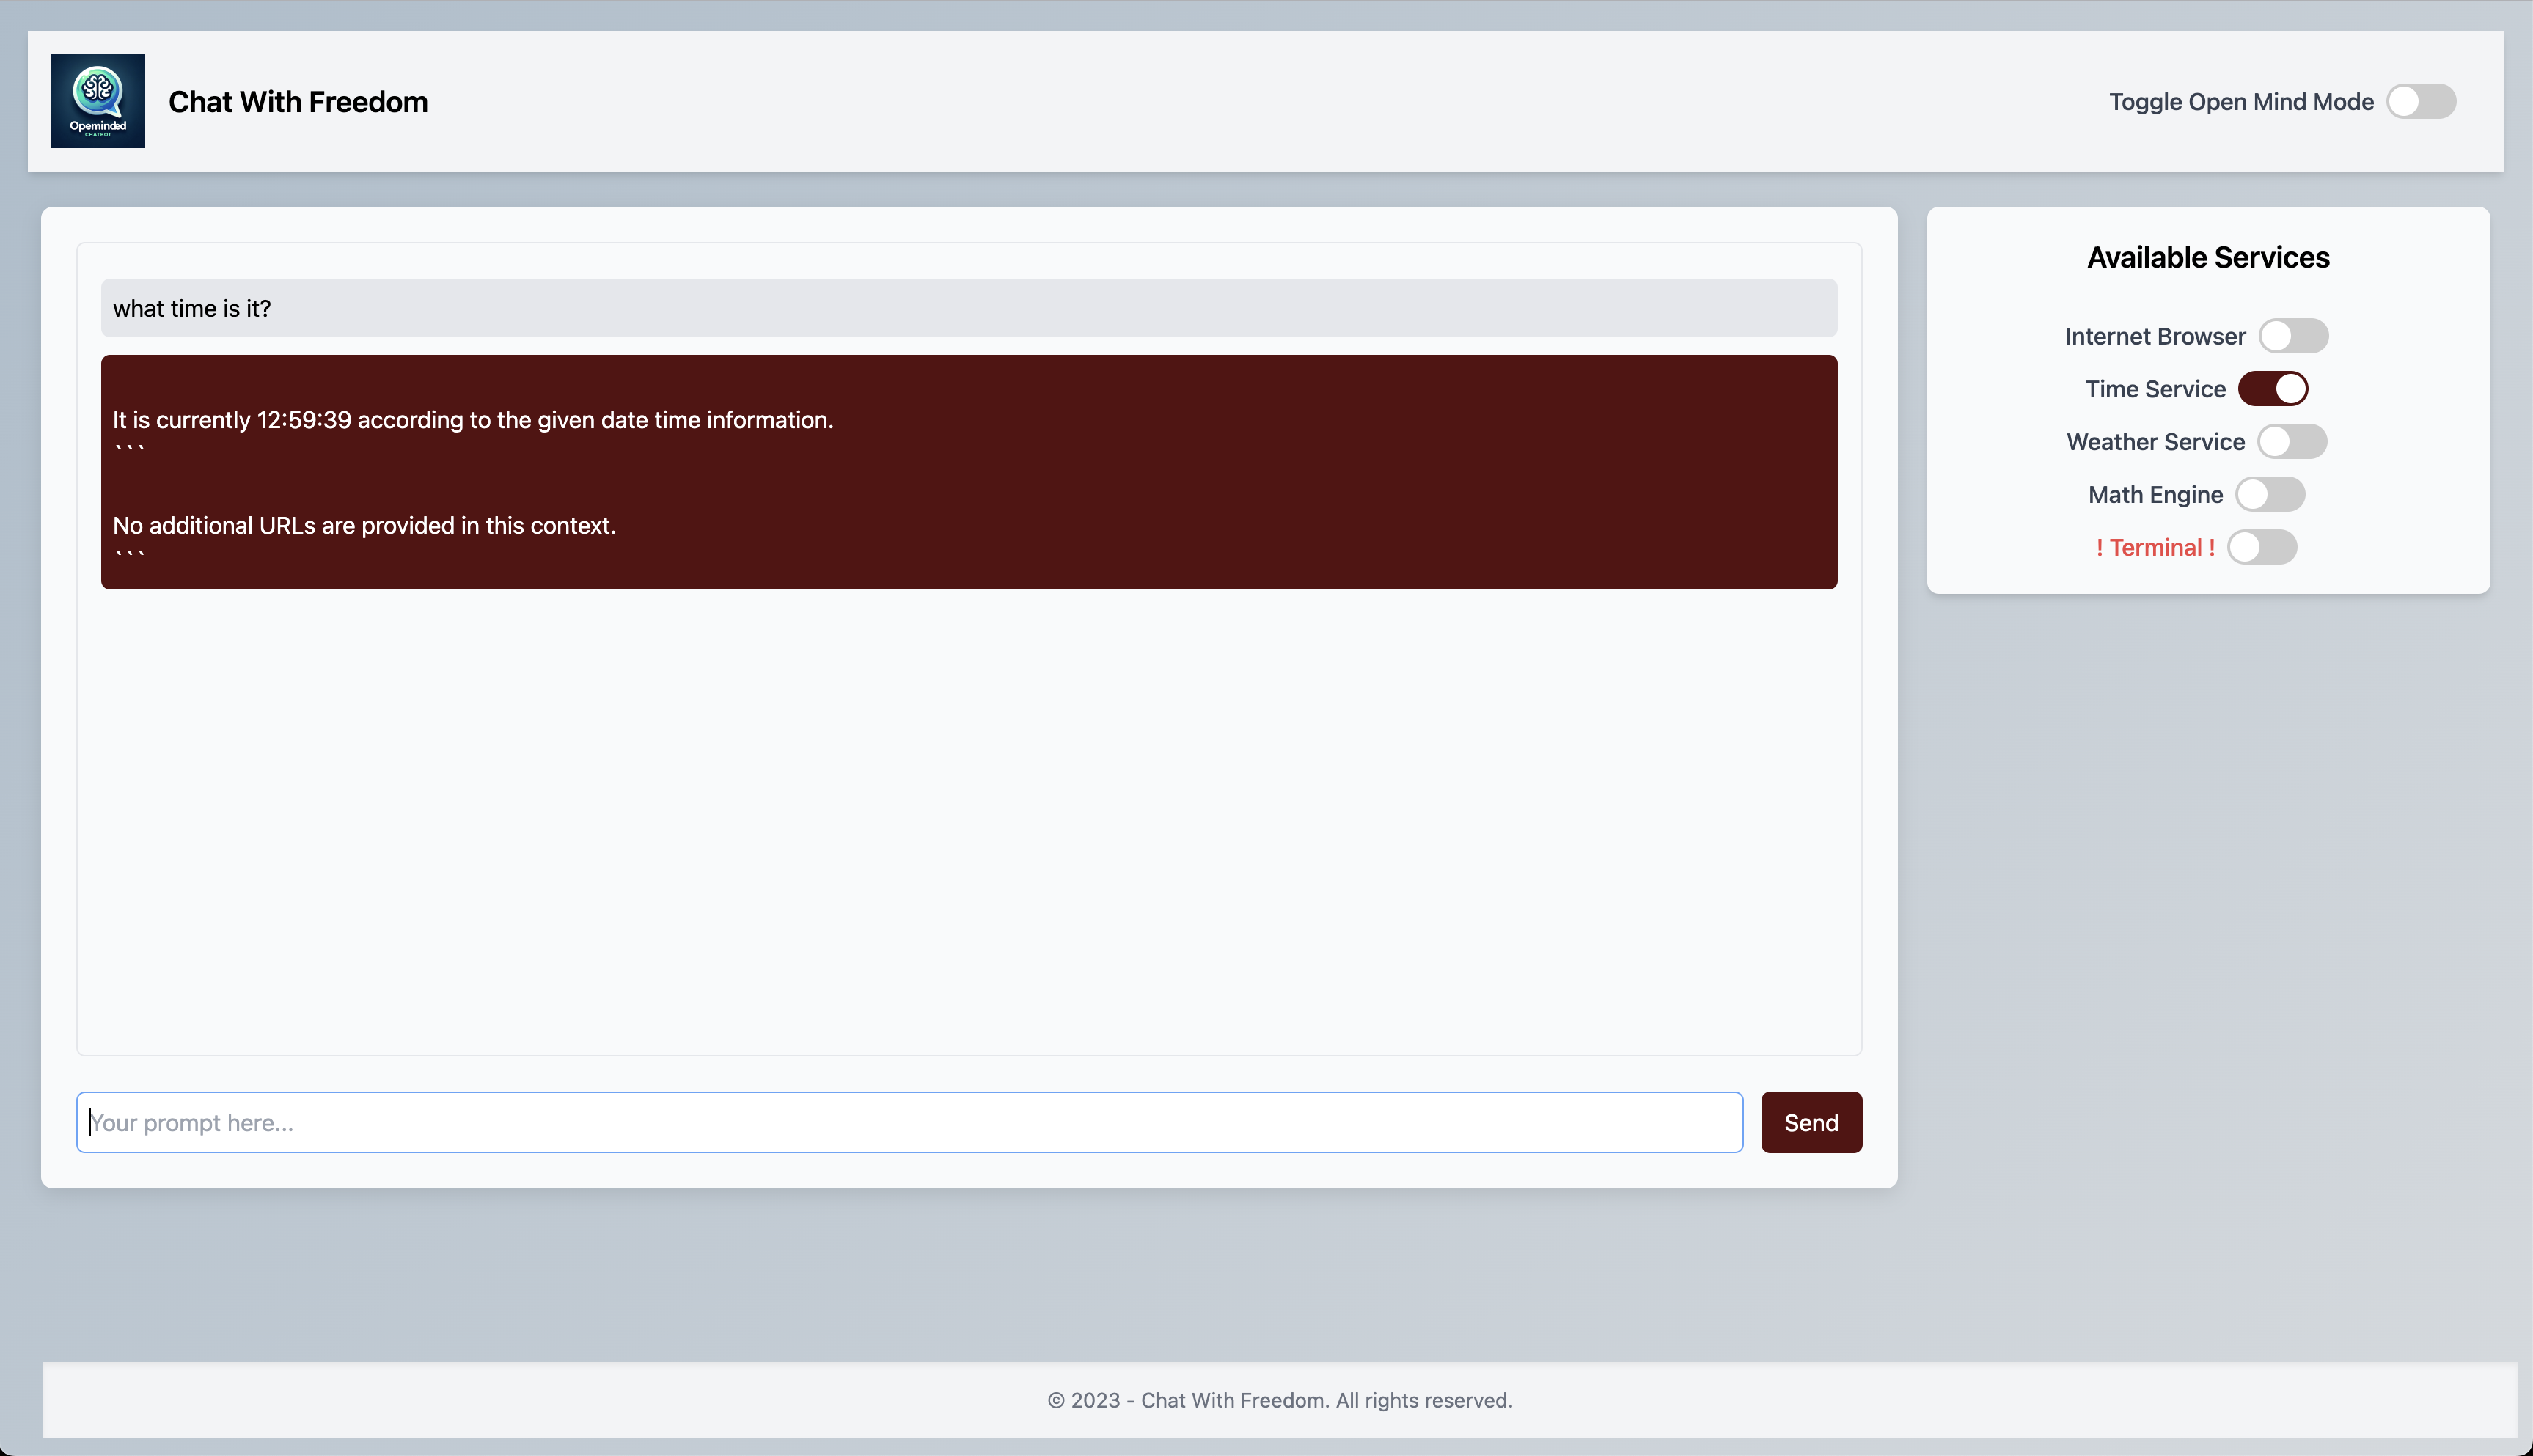 Opeminded
CHATBOT
Chat With Freedom
Toggle Open Mind Mode
what time is it?
It is currently 12:59:39 according to the given date time information.
```
No additional URLs are provided in this context.
```
Your prompt here...
Send
Available Services
Internet Browser
Time Service
Weather Service
Math Engine
! Terminal !
© 2023 - Chat With Freedom. All rights reserved.